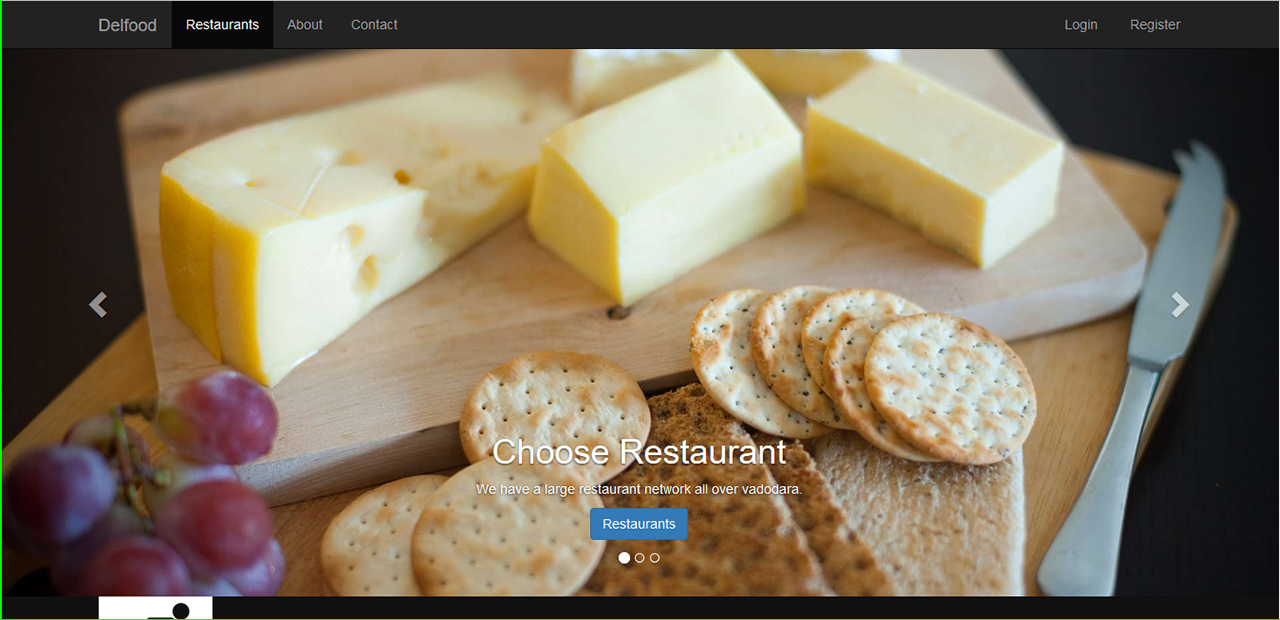 Delfood Restaurants About Contact Login Register
Choose Restaurant
We have a large restaurant network all over vadodara.
Restaurants